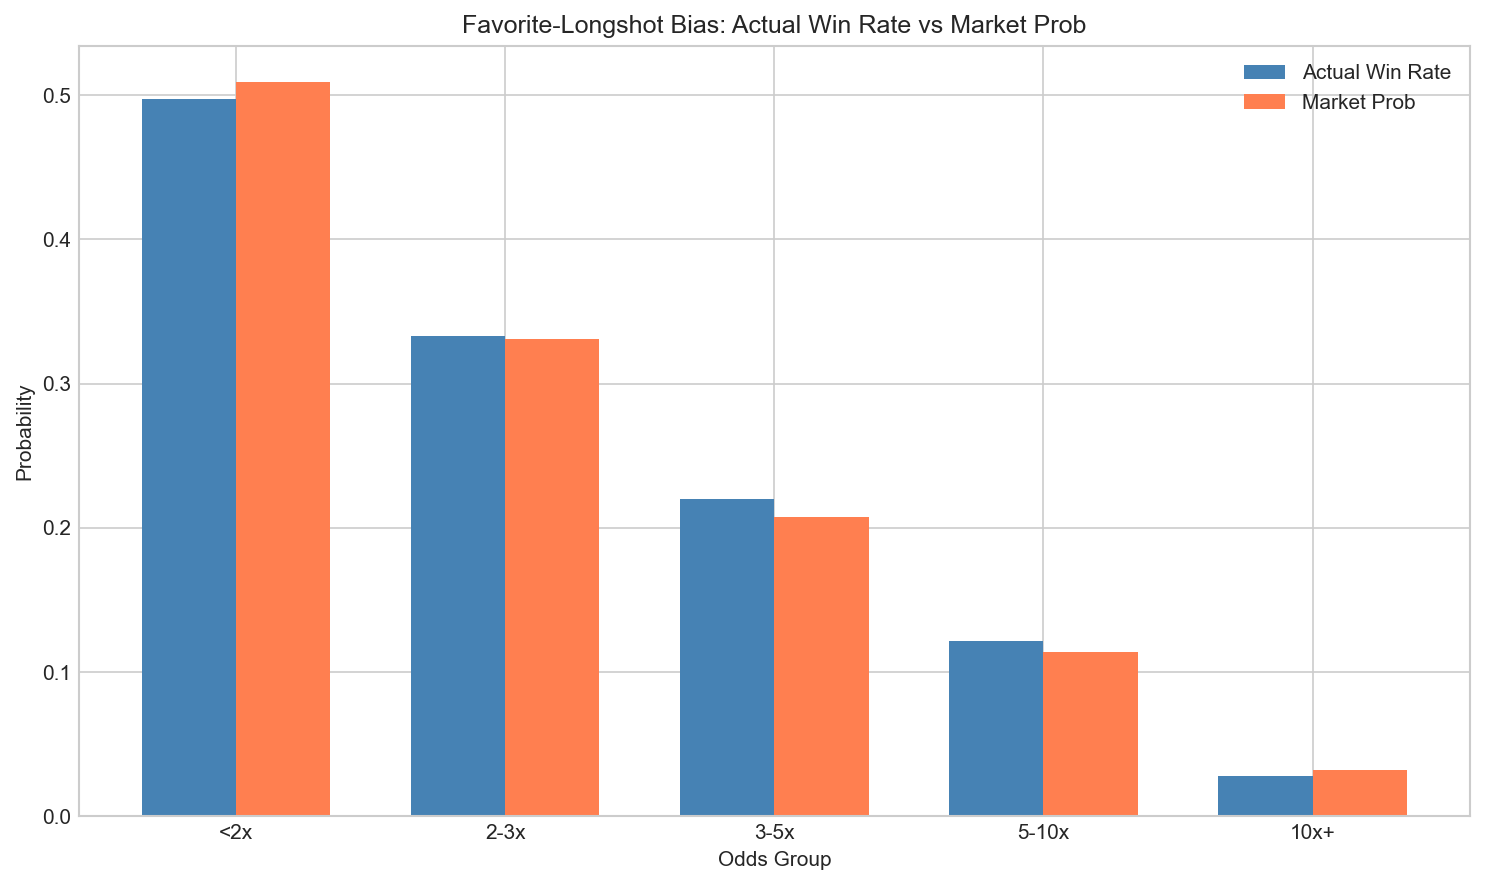 Favorite-Longshot Bias: Actual Win Rate vs Market Prob
Actual Win Rate
Market Prob
Probability
0.5
0.4
0.3
0.2
0.1
0.0
<2x
2-3x
3-5x
5-10x
10x+
Odds Group